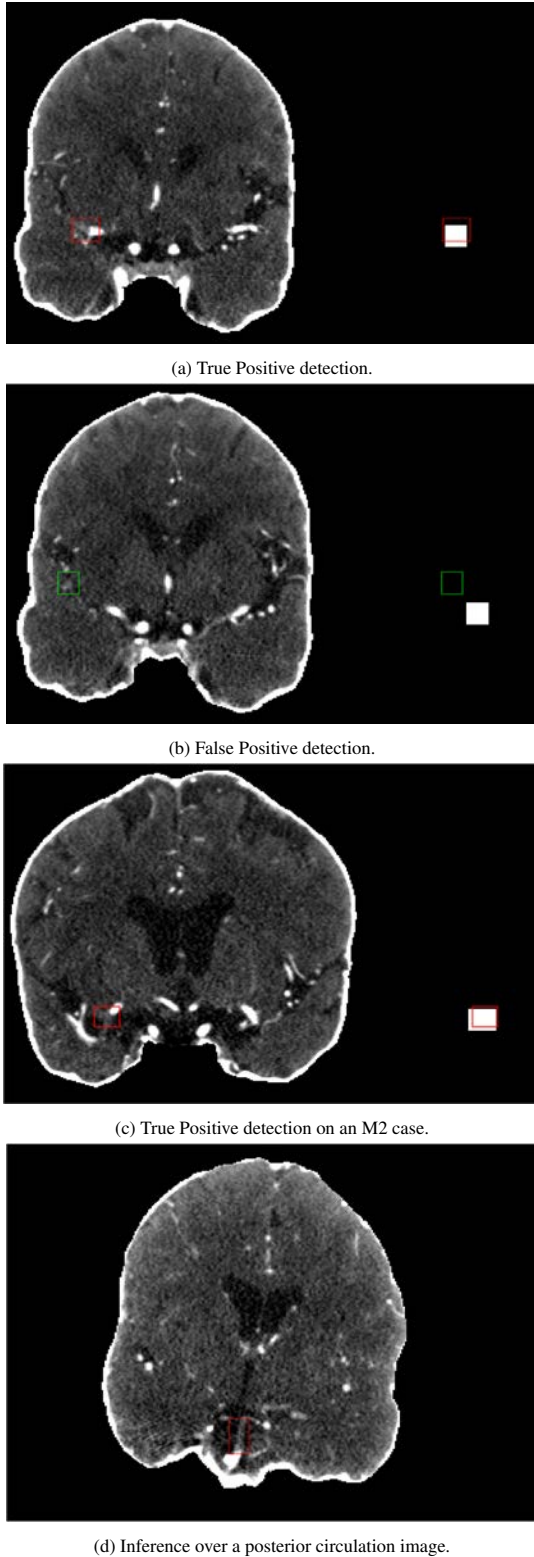 (a) True Positive detection.
(b) False Positive detection.
(c) True Positive detection on an M2 case.
(d) Inference over a posterior circulation image.